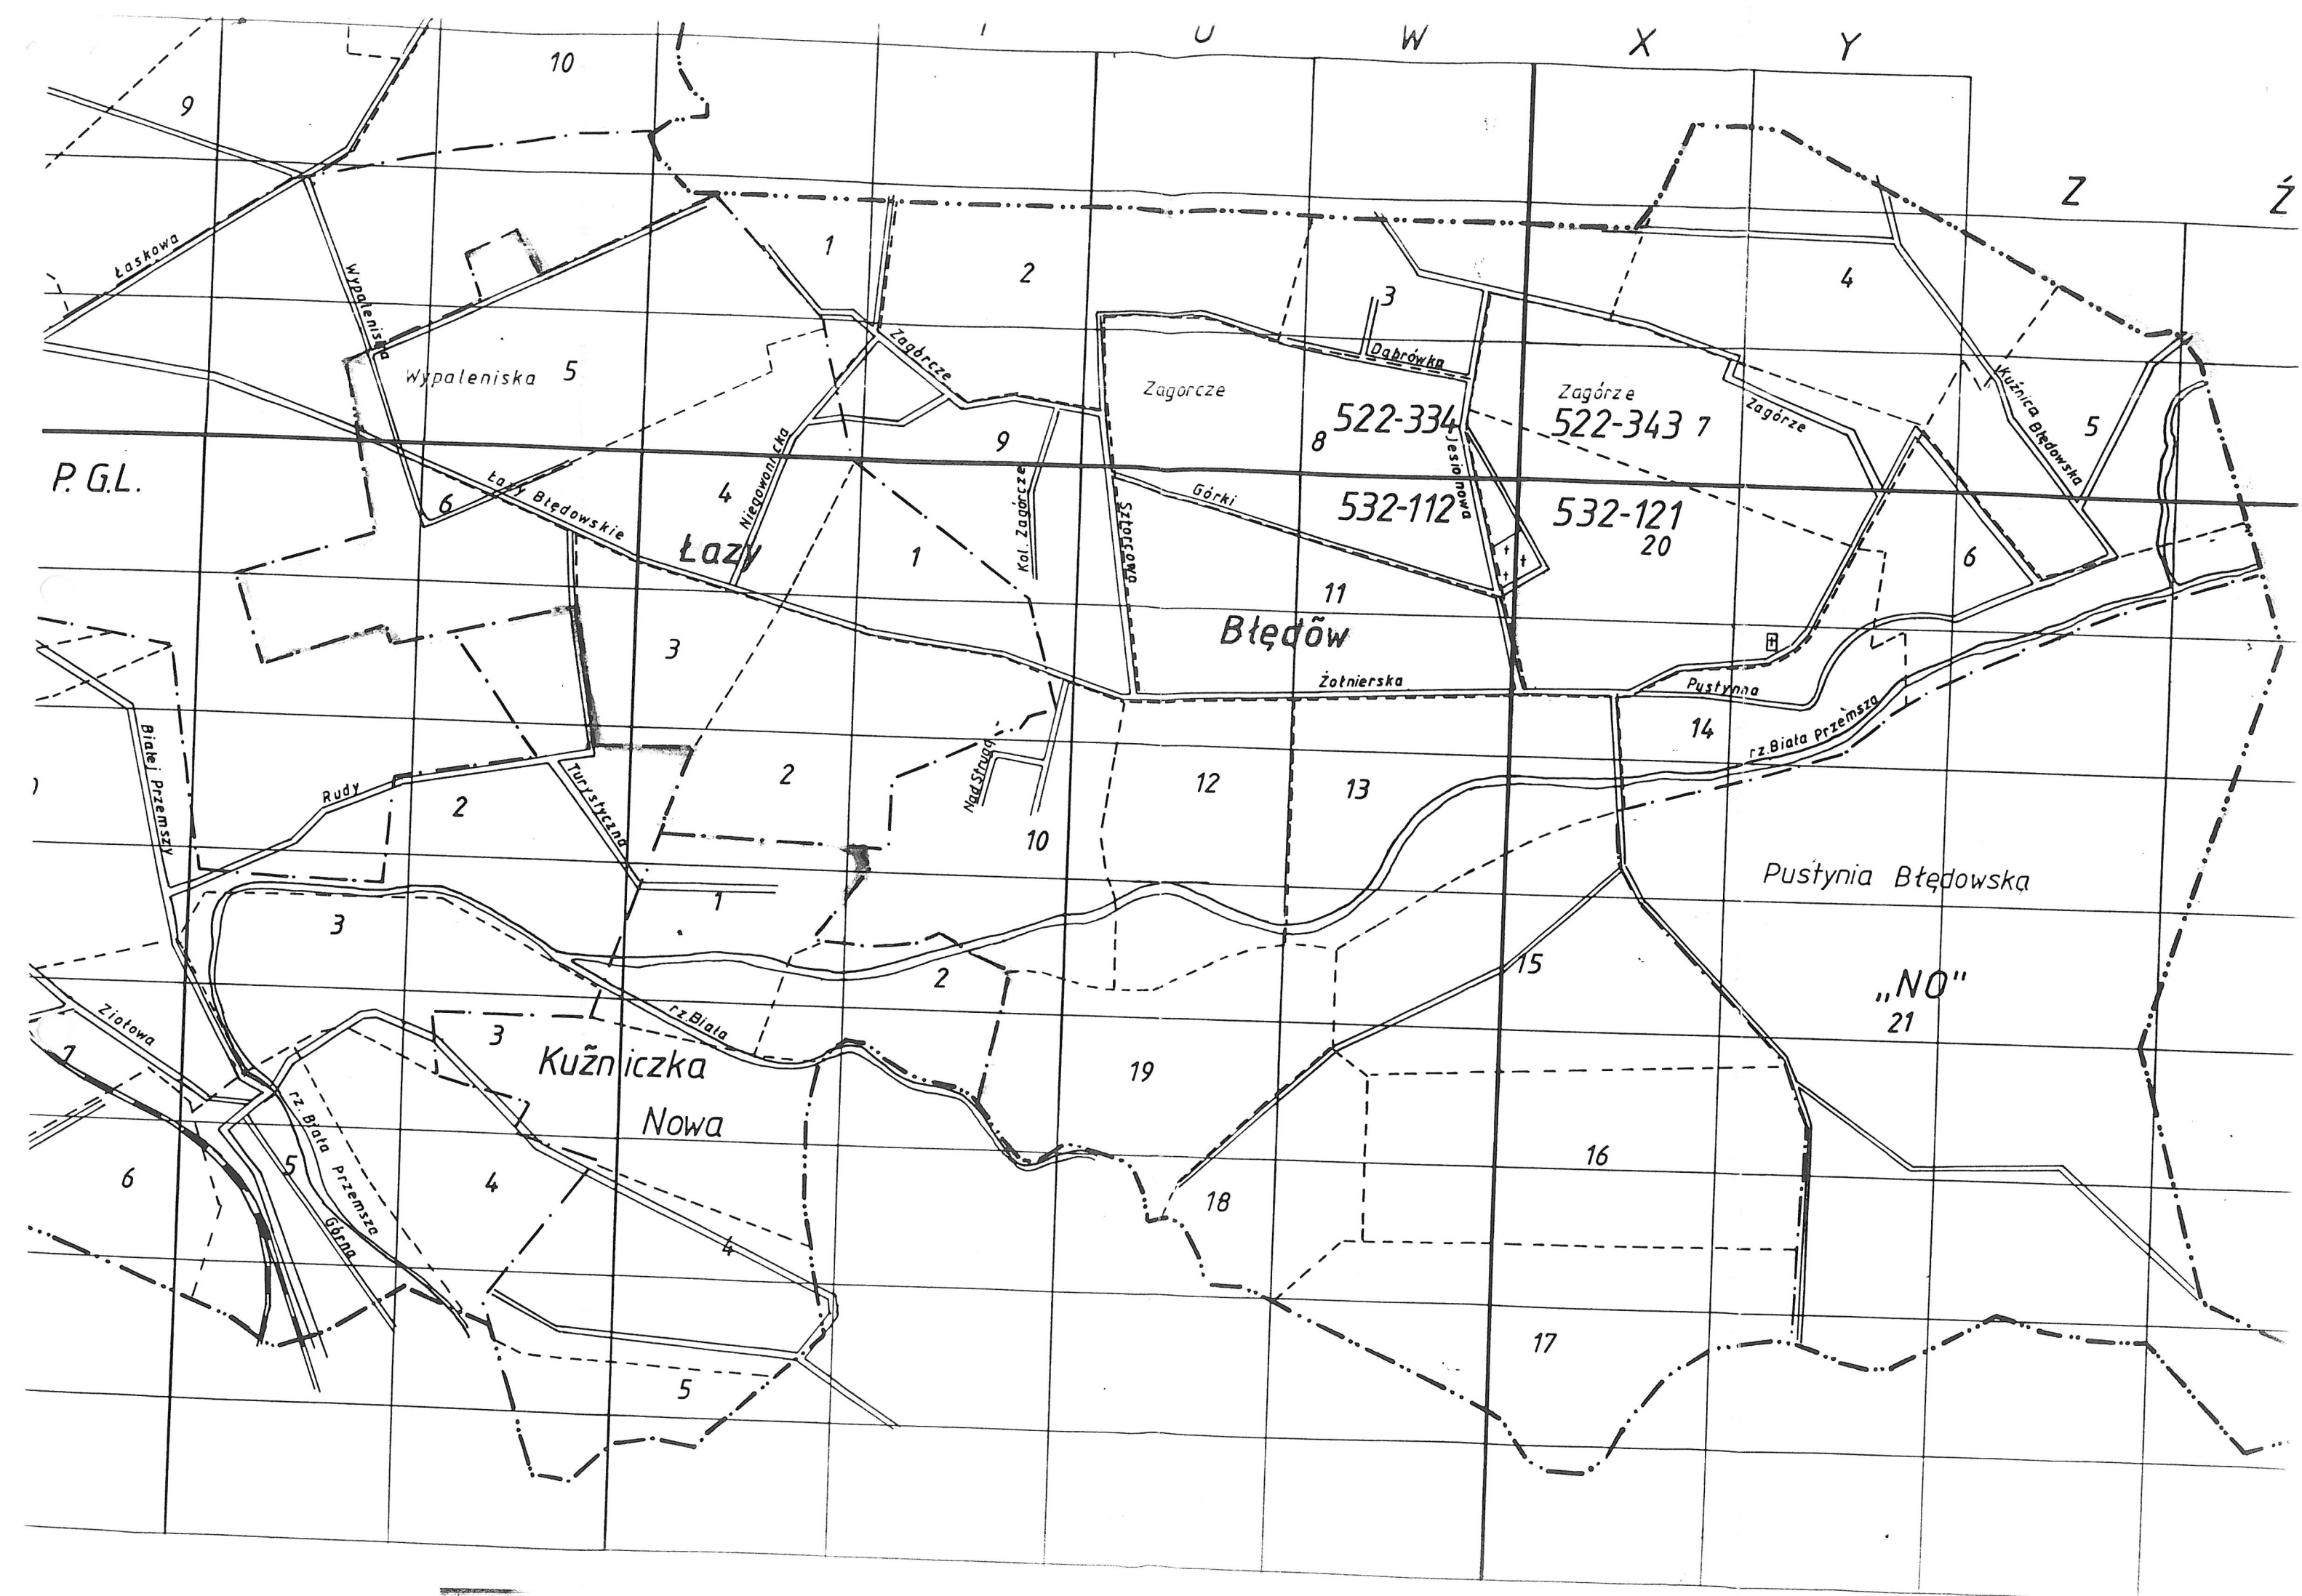 U
W
X
Y
10
9
Z
Ź
Łaskowa
Wypaleniska
1
2
3
4
Wypaleniska 5
Zagórcze
Dąbrówka
Zagorcze
Zagórze
522-334
522-343 7
Zagórze
Kuźnica Błędowska
5
8
9
P.G.L.
6
Łazy Błędowskie
4
Niegowonicka
Kol. Zagórcze
Sztorcowa
Górki
Jesionowa
532-112
532-121
20
6
Łazy
1
11
Błędów
3
Żołnierska
Pustynna
14
rz. Biała Przemsza
Białej Przemszy
Rudy
2
Turystyczna
2
Nad Strugą
10
12
13
Pustynia Błędowska
3
1
2
15
„NO"
21
Ziołowa
7
3
rz. Biała
Kuźniczka
Nowa
19
rz. Biała Przemsza
6
5
Górna
4
4
18
16
17
5